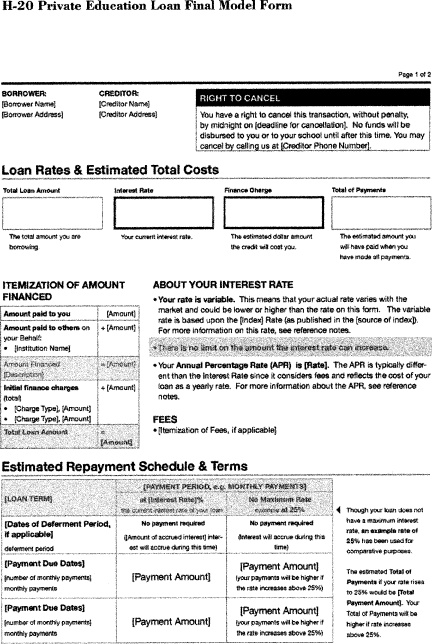 H-20 Private Education Loan Final Model Form
Page 1 of 2
BORROWER:
[Borrower Name]
[Borrower Address]
CREDITOR:
[Creditor Name]
[Creditor Address]
RIGHT TO CANCEL
You have a right to cancel this transaction, without penalty,
by midnight on [deadline for cancellation]. No funds will be
disbursed to you or to your school until after this time. You may
cancel by calling us at [Creditor Phone Number].
Loan Rates & Estimated Total Costs
Total Loan Amount
Interest Rate
Finance Charge
Total of Payments
The total amount you are
borrowing.
Your current interest rate.
The estimated dollar amount
the credit will cost you.
The estimated amount you
will have paid when you
have made all payments.
ITEMIZATION OF AMOUNT
FINANCED
Amount paid to you [Amount]
Amount paid to others on + [Amount]
your Behalf:
• [Institution Name]
Amount Financed = [Amount]
[Description]
Initial finance charges + [Amount]
(total)
• [Charge Type], [Amount]
• [Charge Type], [Amount]
Total Loan Amount =
[Amount]
ABOUT YOUR INTEREST RATE
• Your rate is variable. This means that your actual rate varies with the
market and could be lower or higher than the rate on this form. The variable
rate is based upon the [Index] Rate (as published in the [source of index]).
For more information on this rate, see reference notes.
• There is no limit on the amount the interest rate can increase.
• Your Annual Percentage Rate (APR) is [Rate]. The APR is typically differ-
ent than the Interest Rate since it considers fees and reflects the cost of your
loan as a yearly rate. For more information about the APR, see reference
notes.
FEES
• [Itemization of Fees, if applicable]
Estimated Repayment Schedule & Terms
[LOAN TERM]
[PAYMENT PERIOD, e.g. MONTHLY PAYMENTS]
at [Interest Rate]%
the current interest rate of your loan
No Maximum Rate
example at 25%
[Dates of Deferment Period,
if applicable]
deferment period
No payment required
([Amount of accrued interest] inter-
est will accrue during this time)
No payment required
(Interest will accrue during this
time)
[Payment Due Dates]
[number of monthly payments]
monthly payments
[Payment Amount]
[Payment Amount]
(your payments will be higher if
the rate increases above 25%)
[Payment Due Dates]
[number of monthly payments]
monthly payments
[Payment Amount]
[Payment Amount]
(your payments will be higher if
the rate increases above 25%)
Though your loan does not
have a maximum interest
rate, an example rate of
25% has been used for
comparative purposes.
The estimated Total of
Payments if your rate rises
to 25% would be [Total
Payment Amount]. Your
Total of Payments will be
higher if rate increases
above 25%.